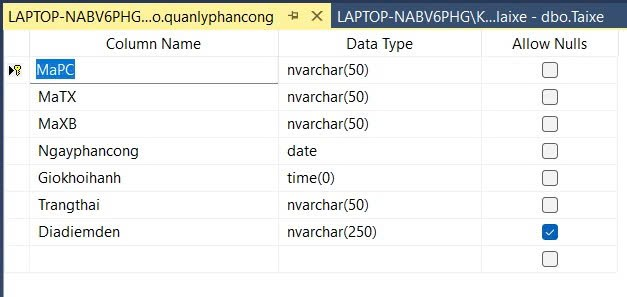 LAPTOP-NABV6PHG...o.quanlyphancong LAPTOP-NABV6PHG\K...laixe - dbo.Taixe
Column Name Data Type Allow Nulls
MaPC nvarchar(50)
MaTX nvarchar(50)
MaXB nvarchar(50)
Ngayphancong date
Giokhoihanh time(0)
Trangthai nvarchar(50)
Diadiemden nvarchar(250)